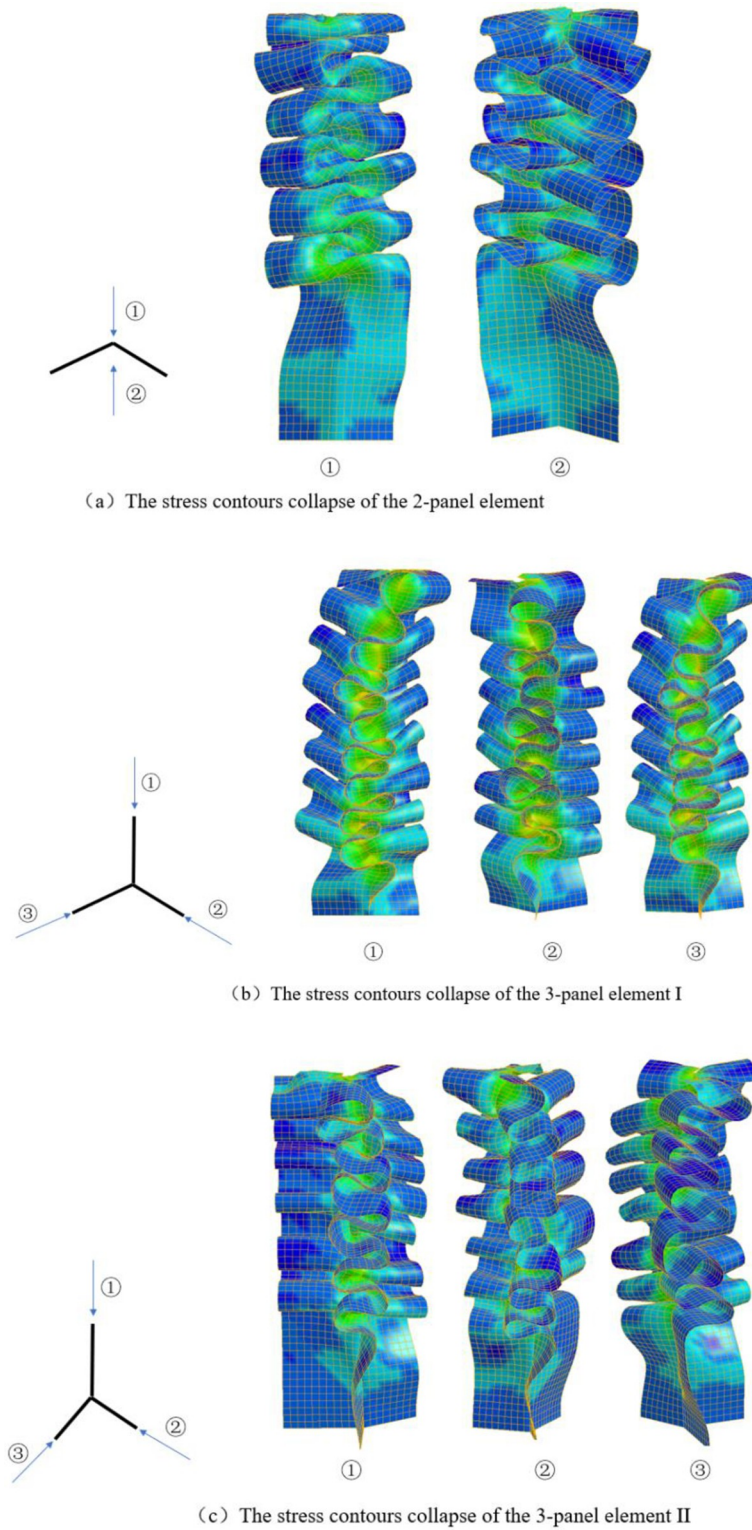 ①
②
① ②
（a）The stress contours collapse of the 2-panel element
①
③ ②
① ② ③
（b）The stress contours collapse of the 3-panel element I
①
②
③
① ② ③
（c）The stress contours collapse of the 3-panel element II